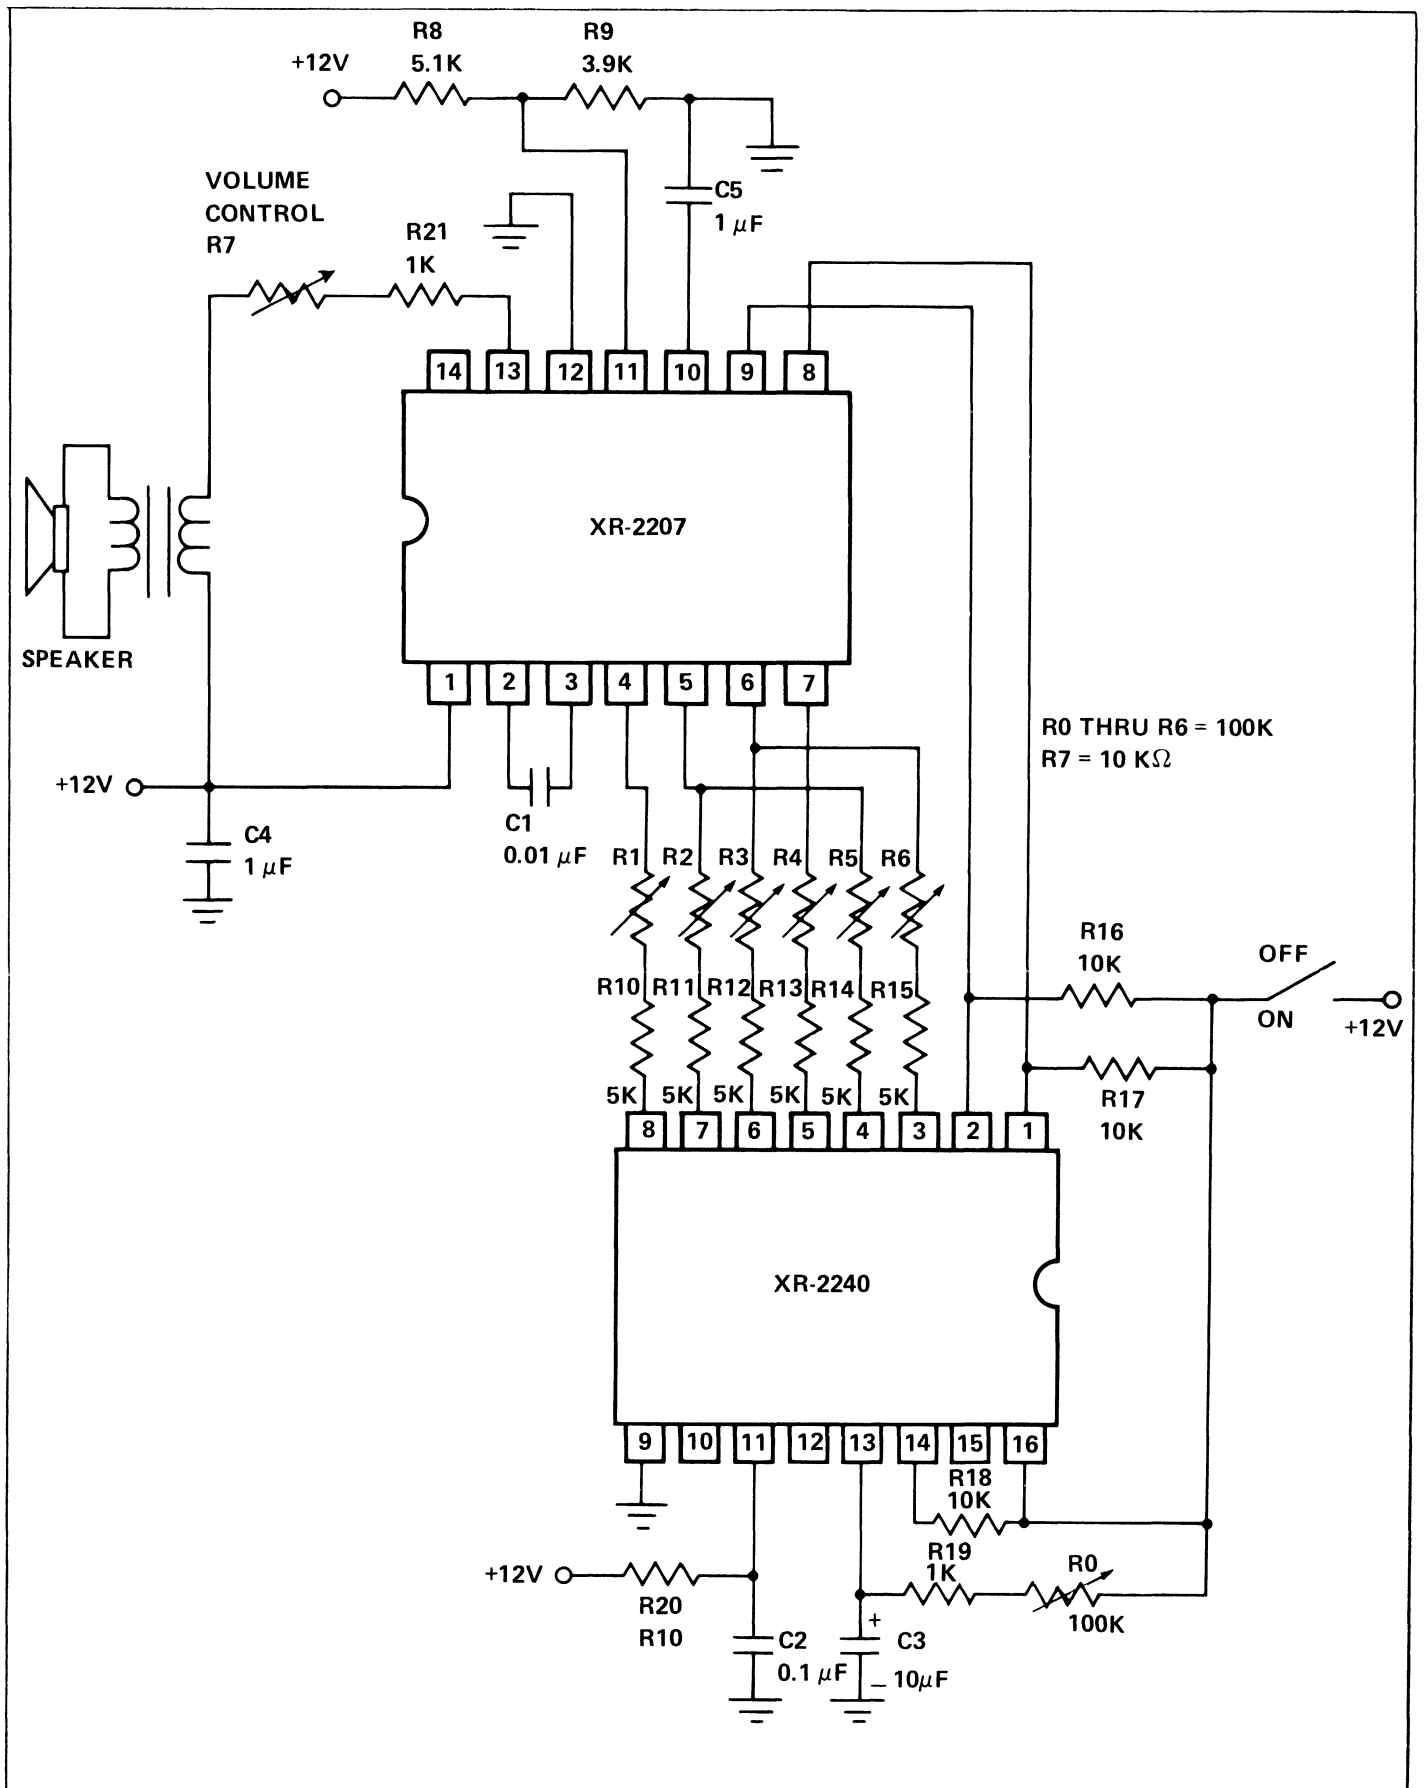 R8
5.1K
R9
3.9K
+12V
VOLUME
CONTROL
R7
R21
1K
C5
1 μF
14 13 12 11 10 9 8
XR-2207
SPEAKER
1 2 3 4 5 6 7
R0 THRU R6 = 100K
R7 = 10 KΩ
+12V
C4
1 μF
C1
0.01 μF
R1 R2 R3 R4 R5 R6
R16
10K
OFF
ON
+12V
R10 R11 R12 R13 R14 R15
5K 5K 5K 5K 5K 5K
R17
10K
8 7 6 5 4 3 2 1
XR-2240
9 10 11 12 13 14 15 16
R18
10K
R19
1K
R0
100K
+12V
R20
R10
C2
0.1 μF
+
C3
– 10μF